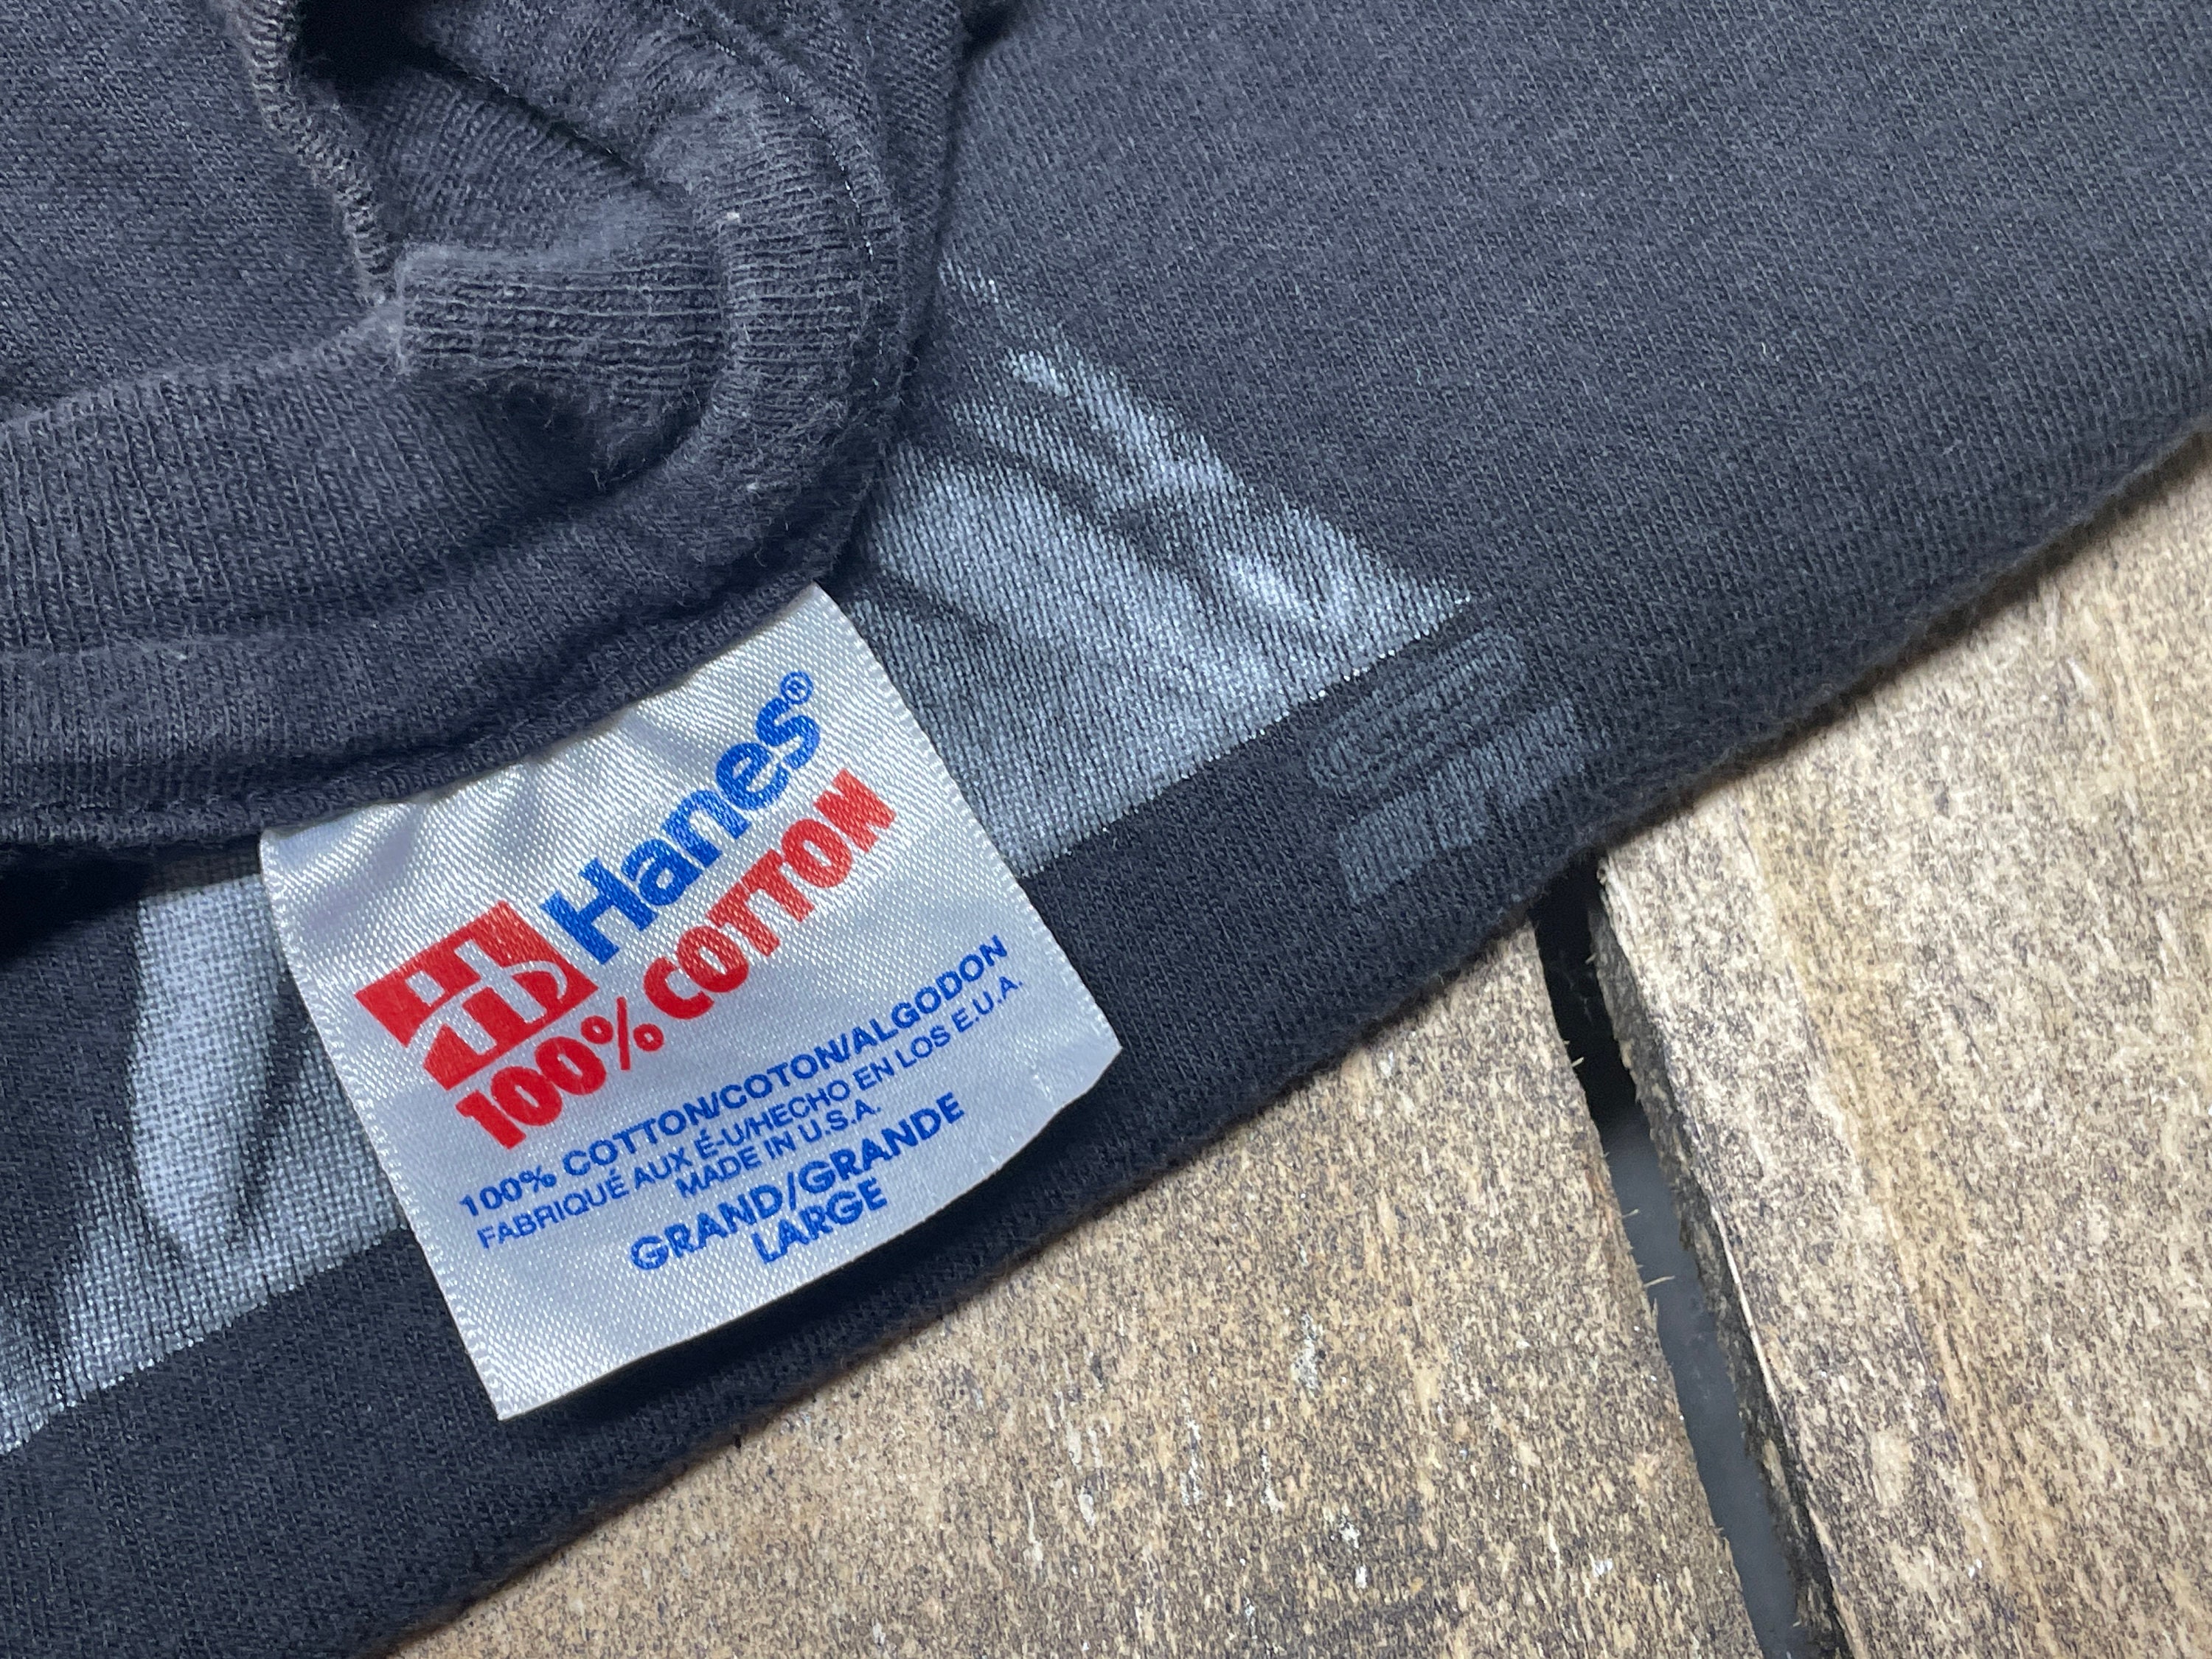 Hanes®
100% COTTON
100% COTTON/COTON/ALGODON
FABRIQUÉ AUX É-U/HECHO EN LOS E.U.A.
MADE IN U.S.A.
GRAND/GRANDE
LARGE